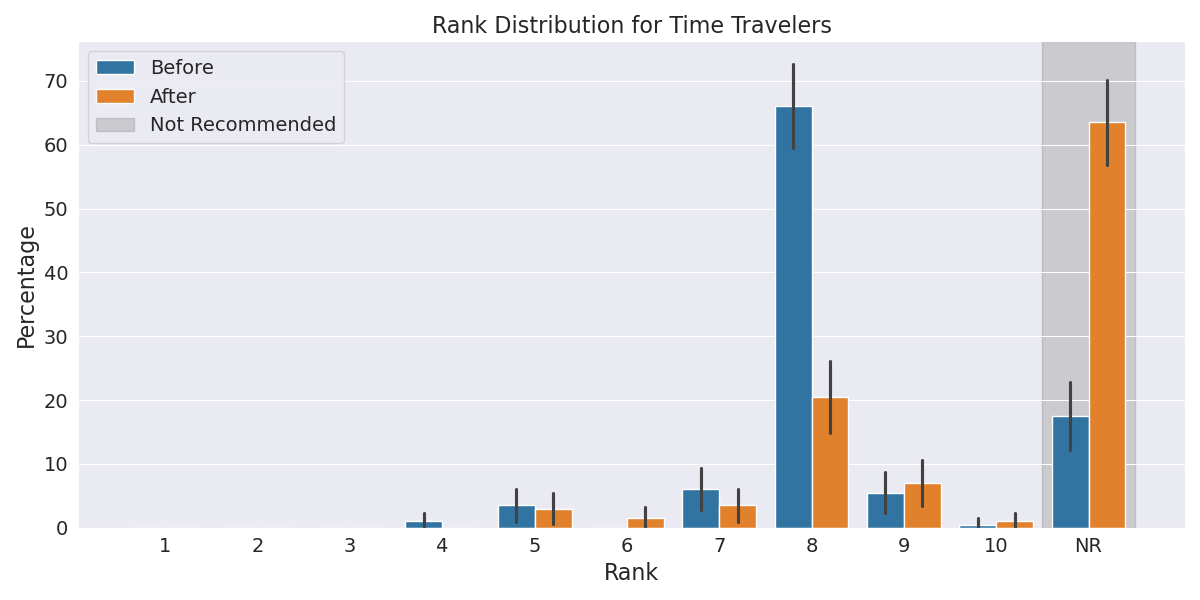 Rank Distribution for Time Travelers
Before
After
Not Recommended
Percentage
70
60
50
40
30
20
10
0
1 2 3 4 5 6 7 8 9 10 NR
Rank